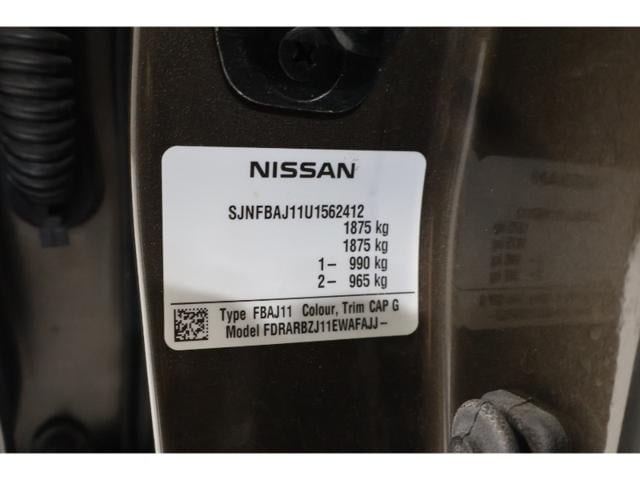 NISSAN
SJNFBAJ11U1562412
1875 kg
1875 kg
1- 990 kg
2- 965 kg
Type FBAJ11 Colour, Trim CAP G
Model FDRARBZJ11EWAFAJJ-